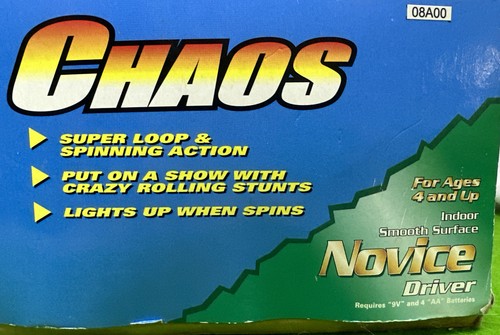 08A00
CHAOS
SUPER LOOP &
SPINNING ACTION
PUT ON A SHOW WITH
CRAZY ROLLING STUNTS
LIGHTS UP WHEN SPINS
For Ages
4 and Up
Indoor
Smooth Surface
Novice
Driver
Requires "9V" and 4 "AA" Batteries